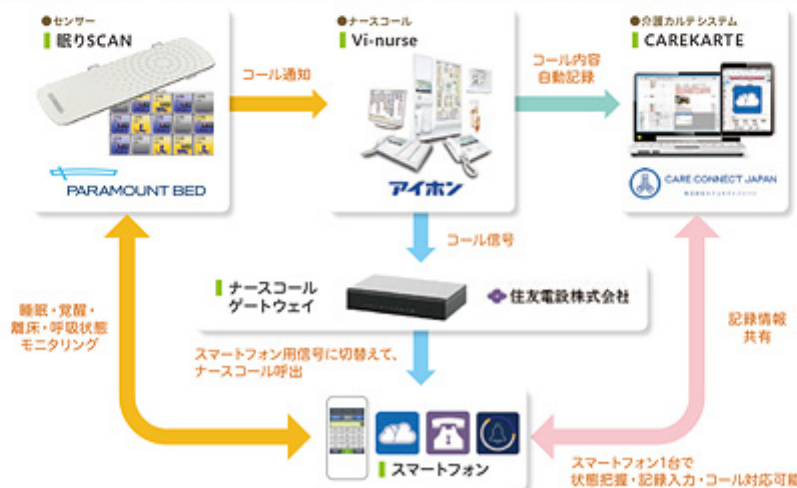 ●センサー
眠りSCAN
PARAMOUNT BED
コール通知
●ナースコール
Vi-nurse
アイホン
コール内容
自動記録
●介護カルテシステム
CAREKARTE
CARE CONNECT JAPAN
コール信号
ナースコール
ゲートウェイ
住友電設株式会社
睡眠・覚醒・
離床・呼吸状態
モニタリング
スマートフォン用信号に切替えて、
ナースコール呼出
記録情報
共有
スマートフォン
スマートフォン1台で
状態把握・記録入力・コール対応可能